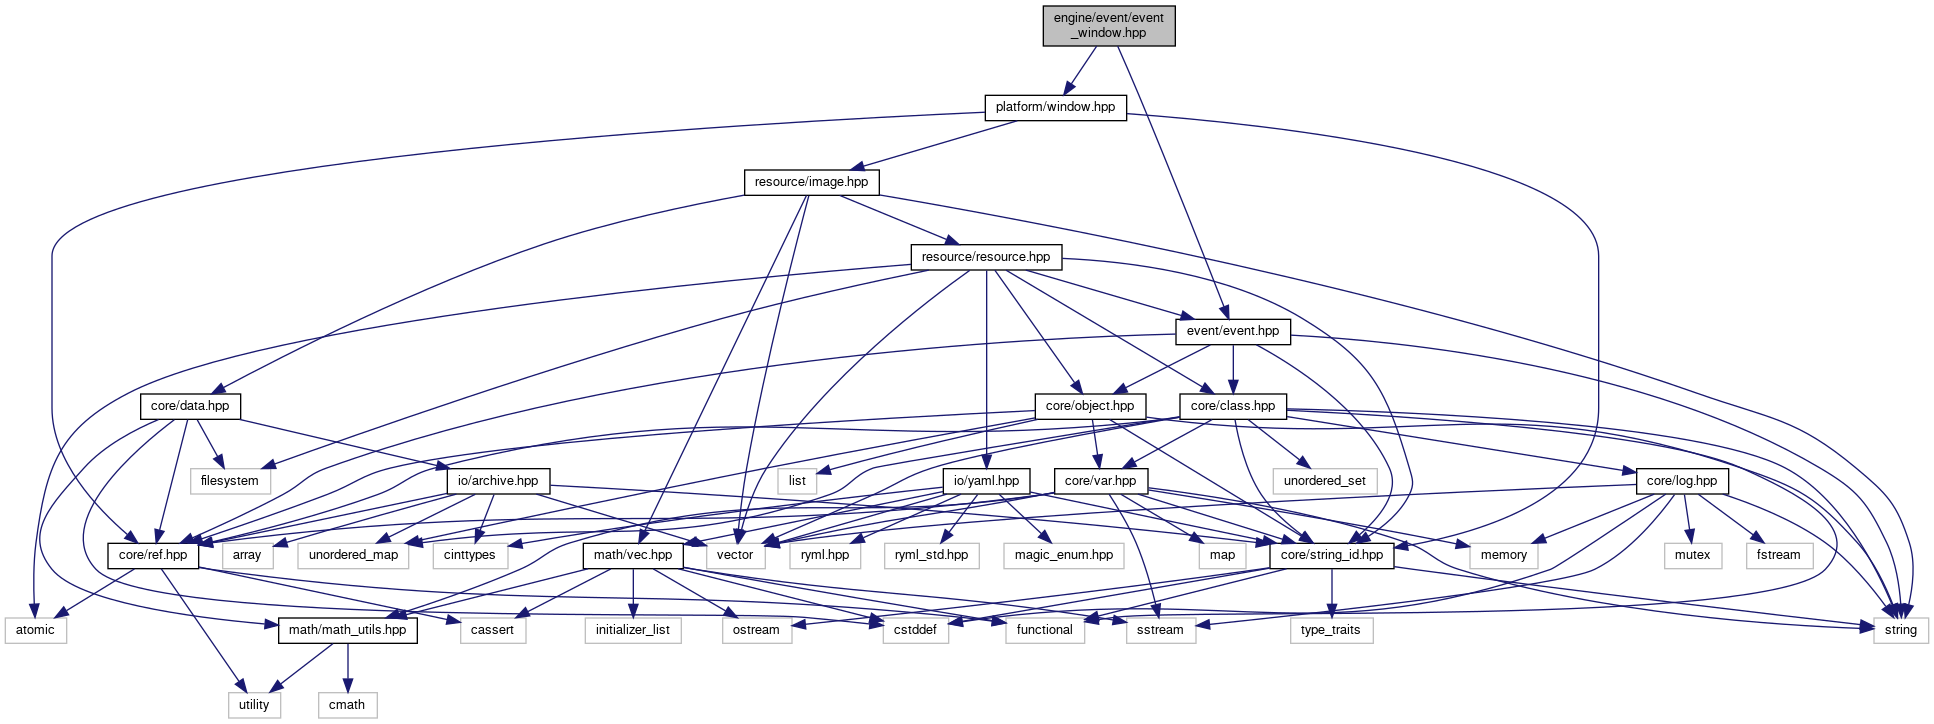 engine/event/event
_window.hpp
platform/window.hpp
resource/image.hpp
resource/resource.hpp
event/event.hpp
core/data.hpp
core/object.hpp
core/class.hpp
filesystem
io/archive.hpp
list
io/yaml.hpp
core/var.hpp
unordered_set
core/log.hpp
core/ref.hpp
array
unordered_map
cinttypes
math/vec.hpp
vector
ryml.hpp
ryml_std.hpp
magic_enum.hpp
map
core/string_id.hpp
memory
mutex
fstream
atomic
math/math_utils.hpp
cassert
initializer_list
ostream
cstddef
functional
sstream
type_traits
string
utility
cmath